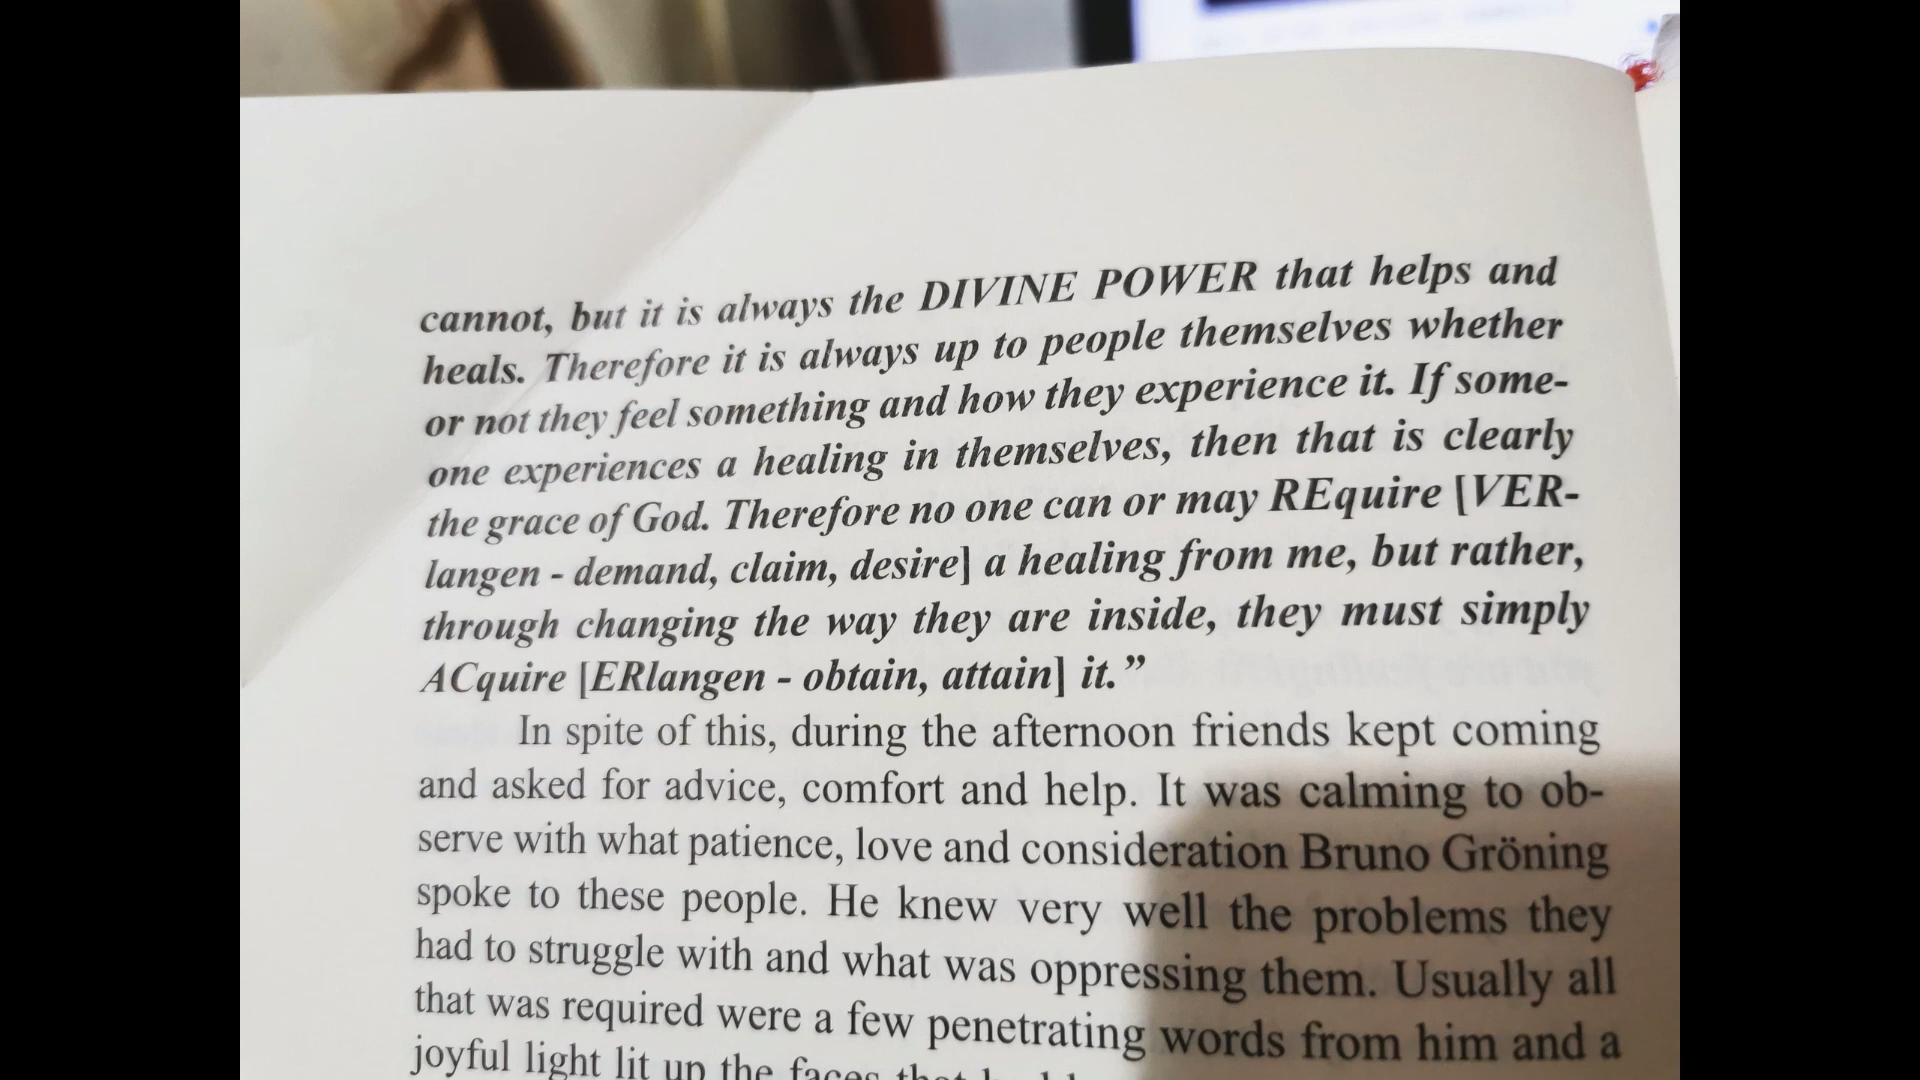 cannot, but it is always the DIVINE POWER that helps and
heals. Therefore it is always up to people themselves whether
or not they feel something and how they experience it. If some-
one experiences a healing in themselves, then that is clearly
the grace of God. Therefore no one can or may REquire [VER-
langen - demand, claim, desire] a healing from me, but rather,
through changing the way they are inside, they must simply
ACquire [ERlangen - obtain, attain] it.”
In spite of this, during the afternoon friends kept coming
and asked for advice, comfort and help. It was calming to ob-
serve with what patience, love and consideration Bruno Gröning
spoke to these people. He knew very well the problems they
had to struggle with and what was oppressing them. Usually all
that was required were a few penetrating words from him and a
joyful light lit up the faces that